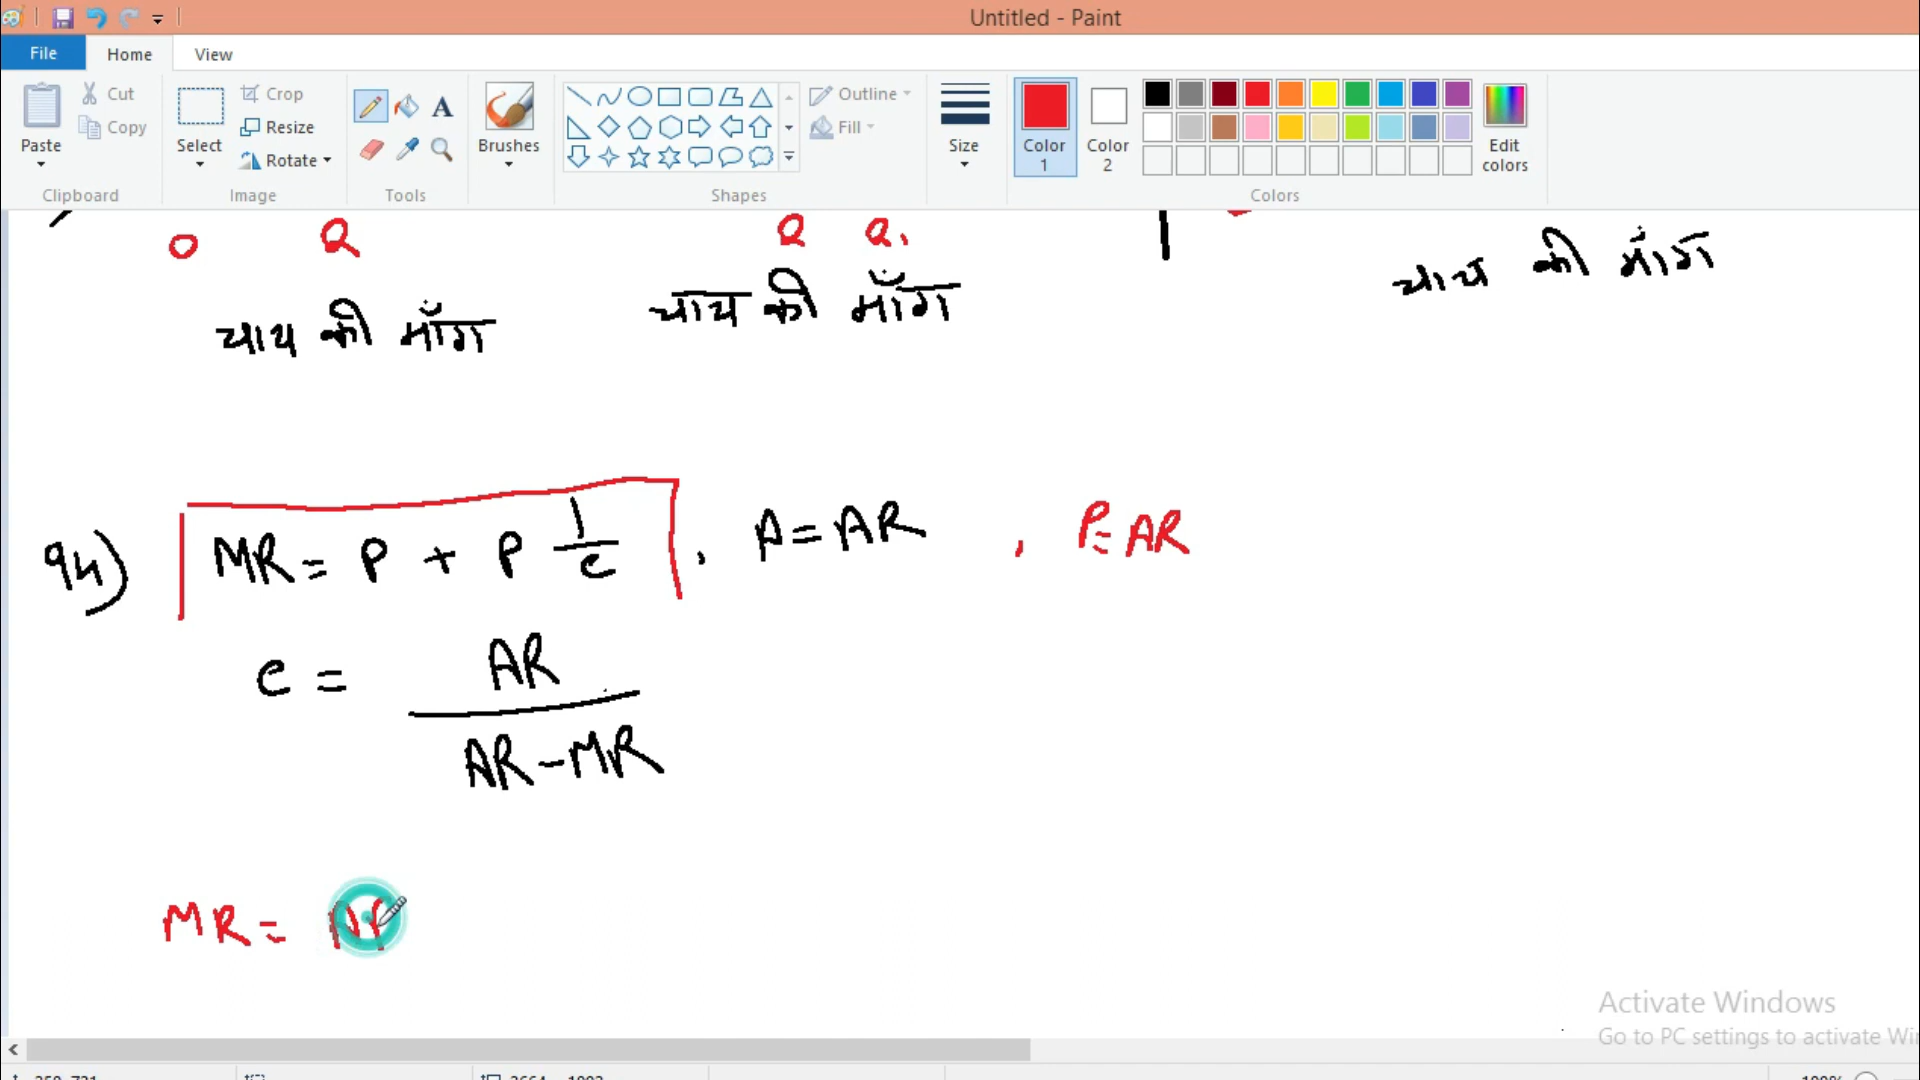 Untitled - Paint
File Home View
Paste Cut Copy
Select Crop Resize Rotate
Brushes
Outline Fill
Size
Color 1 Color 2
Edit colors
Clipboard Image Tools Shapes Colors
O Q Q Q1
चाय की माँग चाय की माँग चाय की माँग
94) MR = P + P 1/e , A = AR , P = AR
e = AR / AR - MR
MR =
Activate Windows
Go to PC settings to activate Wi
100%